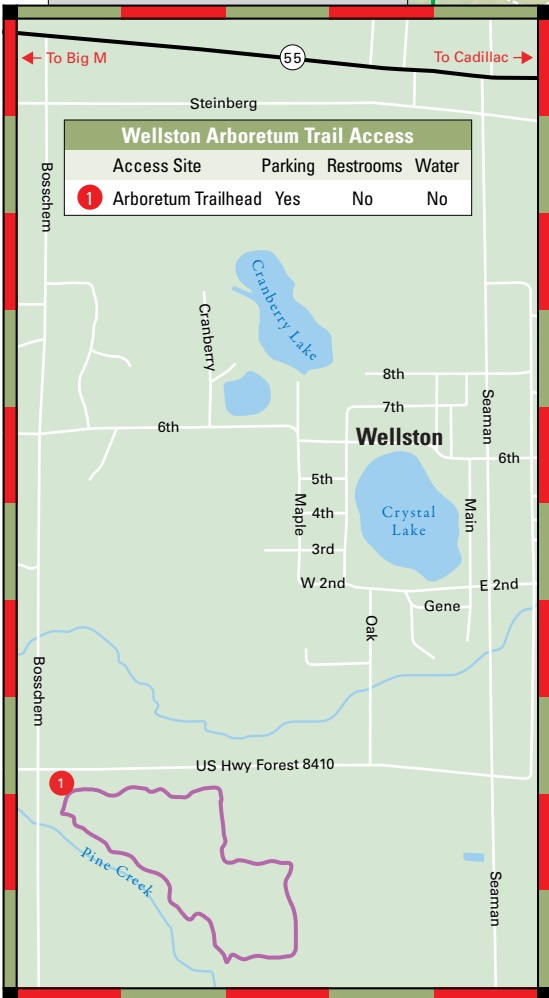 To Big M
55
To Cadillac
Steinberg
Wellston Arboretum Trail Access
Access Site Parking Restrooms Water
1 Arboretum Trailhead Yes No No
Bosschem
Cranberry Lake
Cranberry
8th
7th
Seaman
6th
Wellston
6th
5th
Maple
4th
Crystal
Lake
Main
3rd
W 2nd
E 2nd
Gene
Oak
Bosschem
US Hwy Forest 8410
1
Pine Creek
Seaman